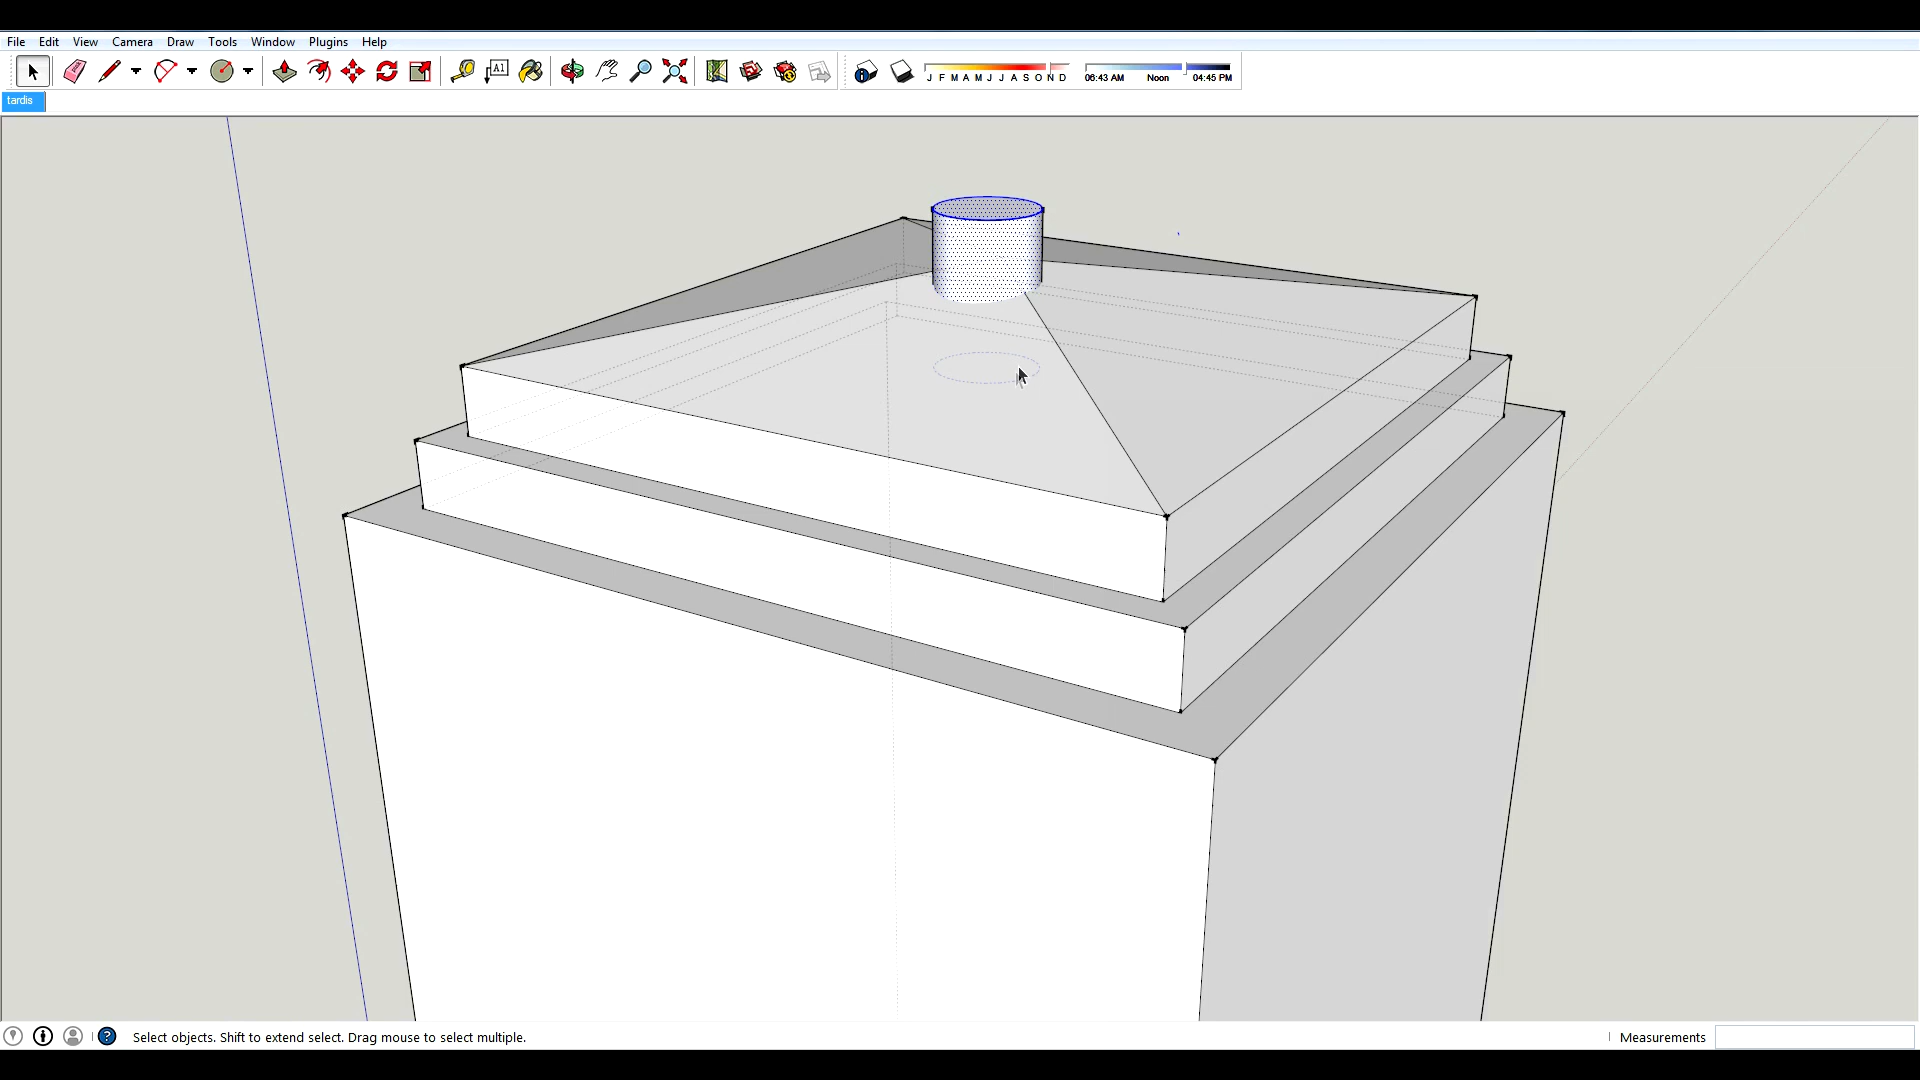 File Edit View Camera Draw Tools Window Plugins Help
A1
J F M A M J J A S O N D
06:43 AM Noon 04:45 PM
tardis
Select objects. Shift to extend select. Drag mouse to select multiple.
Measurements